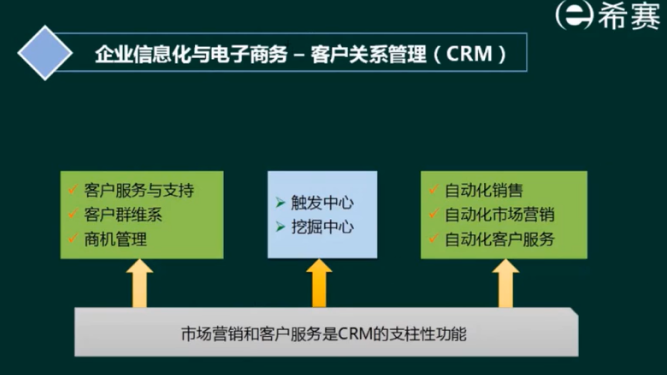 希赛
企业信息化与电子商务 – 客户关系管理（CRM）
客户服务与支持
客户群维系
商机管理
触发中心
挖掘中心
自动化销售
自动化市场营销
自动化客户服务
市场营销和客户服务是CRM的支柱性功能